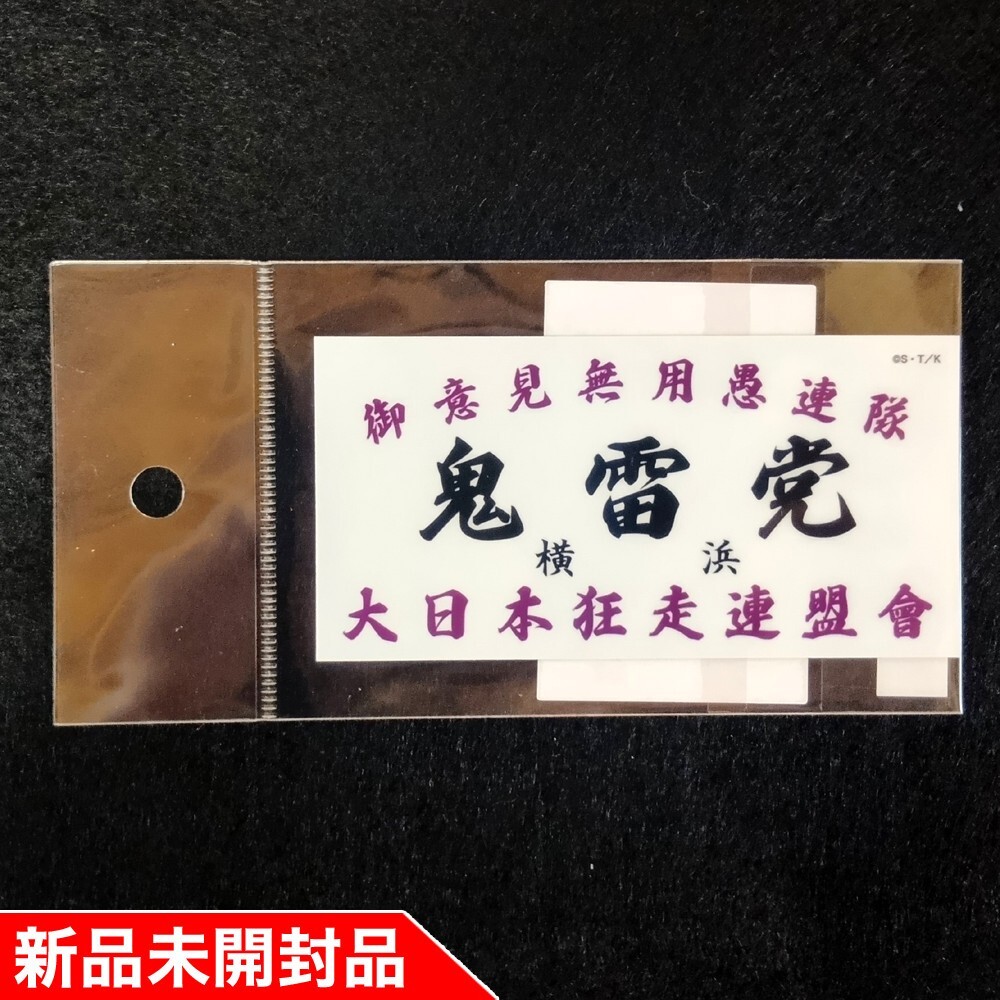 ©S・T/K
御意見無用愚連隊
鬼雷党
横浜
大日本狂走連盟會
新品未開封品